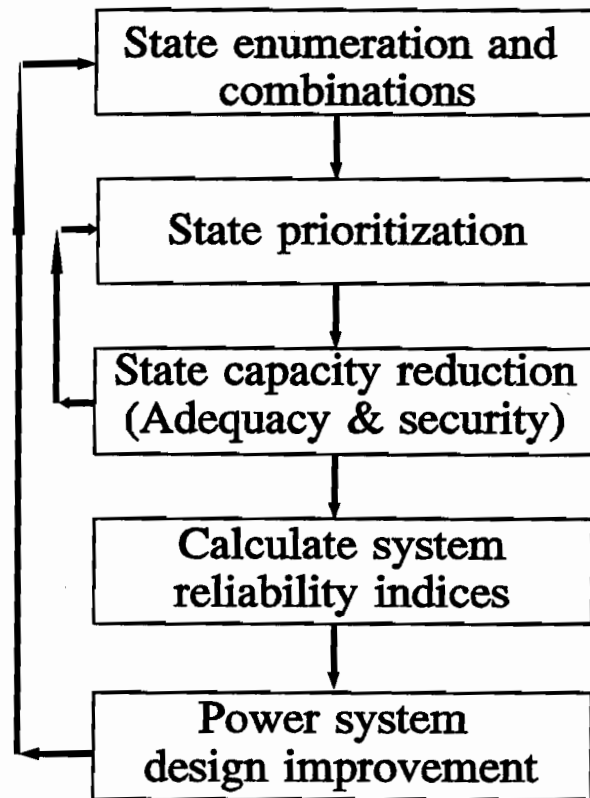 State enumeration and
combinations
State prioritization
State capacity reduction
(Adequacy & security)
Calculate system
reliability indices
Power system
design improvement